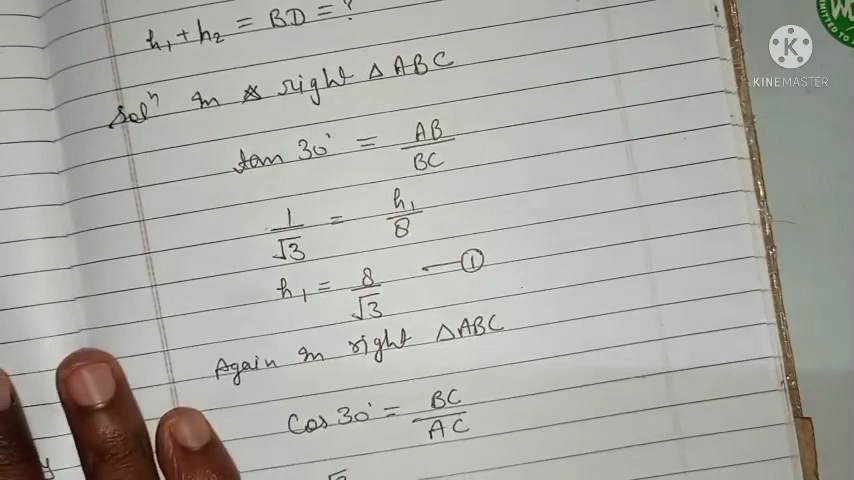 h₁ + h₂ = BD = ?
Solⁿ In right △ ABC
tan 30° = AB/BC
1/√3 = h₁/8
h₁ = 8/√3 —①
Again In right △ABC
Cos 30° = BC/AC
K
KINEMASTER